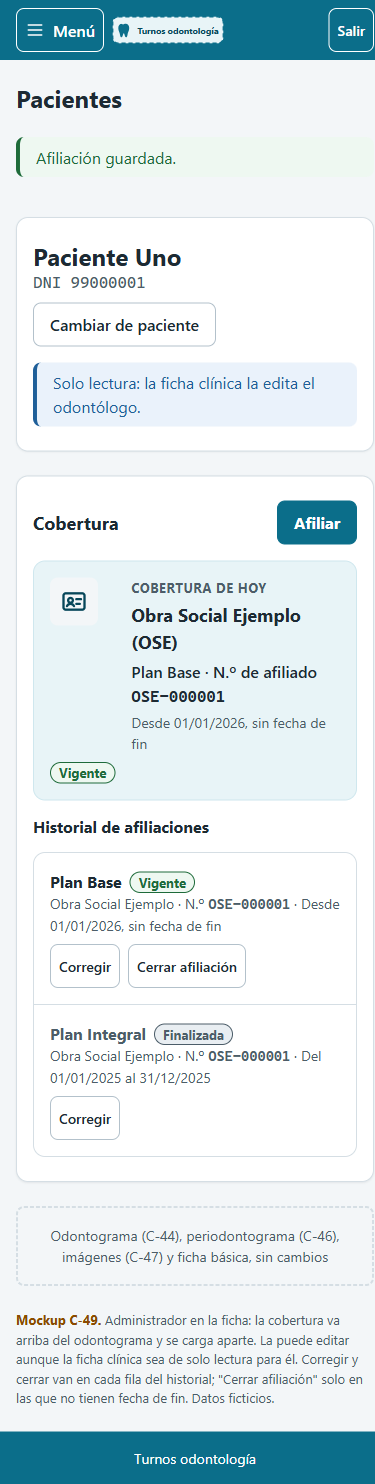 Menú
Turnos odontología
Salir
Pacientes
Afiliación guardada.
Paciente Uno
DNI 99000001
Cambiar de paciente
Solo lectura: la ficha clínica la edita el
odontólogo.
Cobertura
Afiliar
COBERTURA DE HOY
Obra Social Ejemplo
(OSE)
Plan Base · N.º de afiliado
OSE-000001
Desde 01/01/2026, sin fecha de
fin
Vigente
Historial de afiliaciones
Plan Base Vigente
Obra Social Ejemplo · N.º OSE-000001 · Desde
01/01/2026, sin fecha de fin
Corregir Cerrar afiliación
Plan Integral Finalizada
Obra Social Ejemplo · N.º OSE-000001 · Del
01/01/2025 al 31/12/2025
Corregir
Odontograma (C-44), periodontograma (C-46),
imágenes (C-47) y ficha básica, sin cambios
Mockup C-49. Administrador en la ficha: la cobertura va
arriba del odontograma y se carga aparte. La puede editar
aunque la ficha clínica sea de solo lectura para él. Corregir y
cerrar van en cada fila del historial; "Cerrar afiliación" solo en
las que no tienen fecha de fin. Datos ficticios.
Turnos odontología